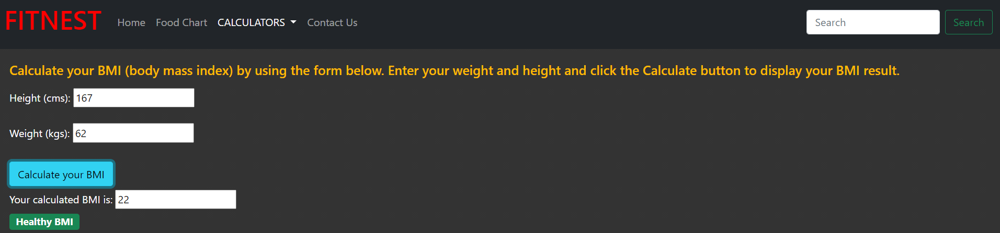 FITNEST Home Food Chart CALCULATORS Contact Us Search Search
Calculate your BMI (body mass index) by using the form below. Enter your weight and height and click the Calculate button to display your BMI result.
Height (cms): 167
Weight (kgs): 62
Calculate your BMI
Your calculated BMI is: 22
Healthy BMI